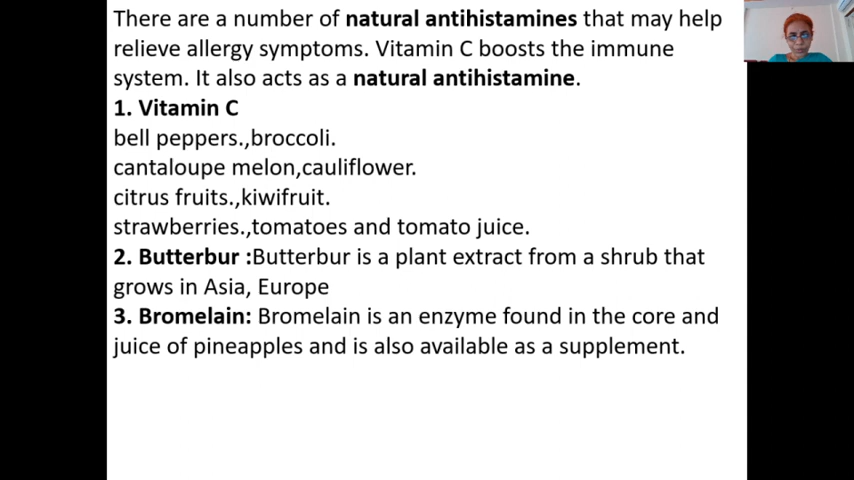 There are a number of natural antihistamines that may help
relieve allergy symptoms. Vitamin C boosts the immune
system. It also acts as a natural antihistamine.
1. Vitamin C
bell peppers.,broccoli.
cantaloupe melon,cauliflower.
citrus fruits.,kiwifruit.
strawberries.,tomatoes and tomato juice.
2. Butterbur :Butterbur is a plant extract from a shrub that
grows in Asia, Europe
3. Bromelain: Bromelain is an enzyme found in the core and
juice of pineapples and is also available as a supplement.